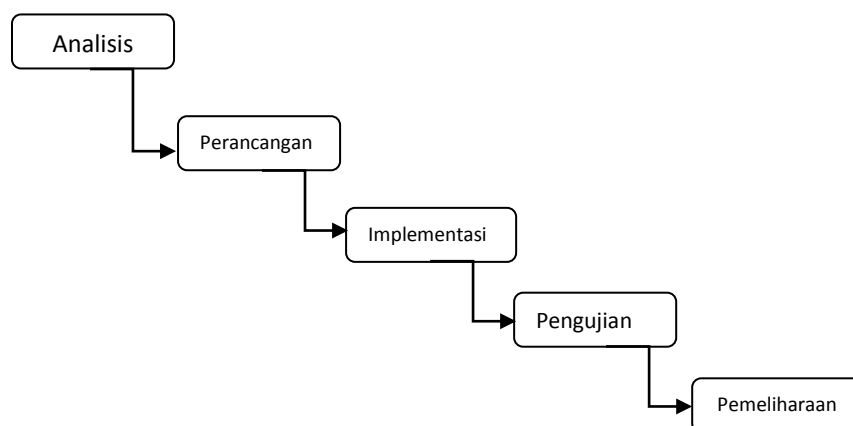 Analisis
Perancangan
Implementasi
Pengujian
Pemeliharaan